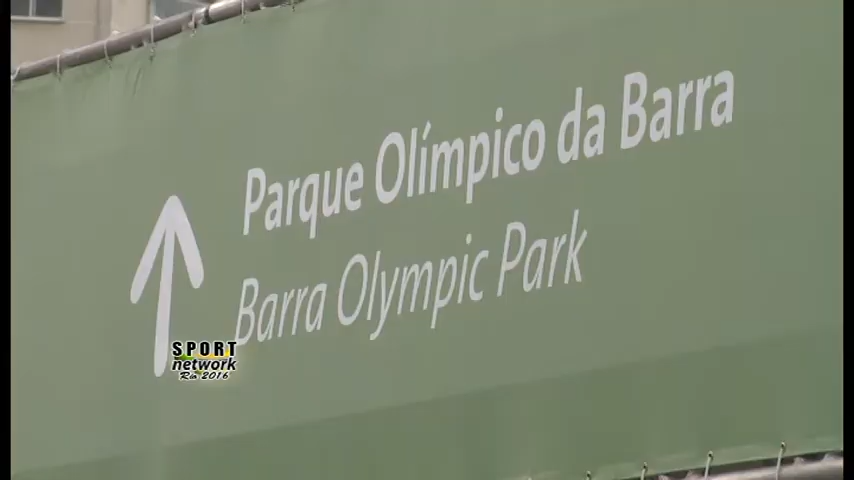 Parque Olímpico da Barra
Barra Olympic Park
SPORT
network
Rio 2016